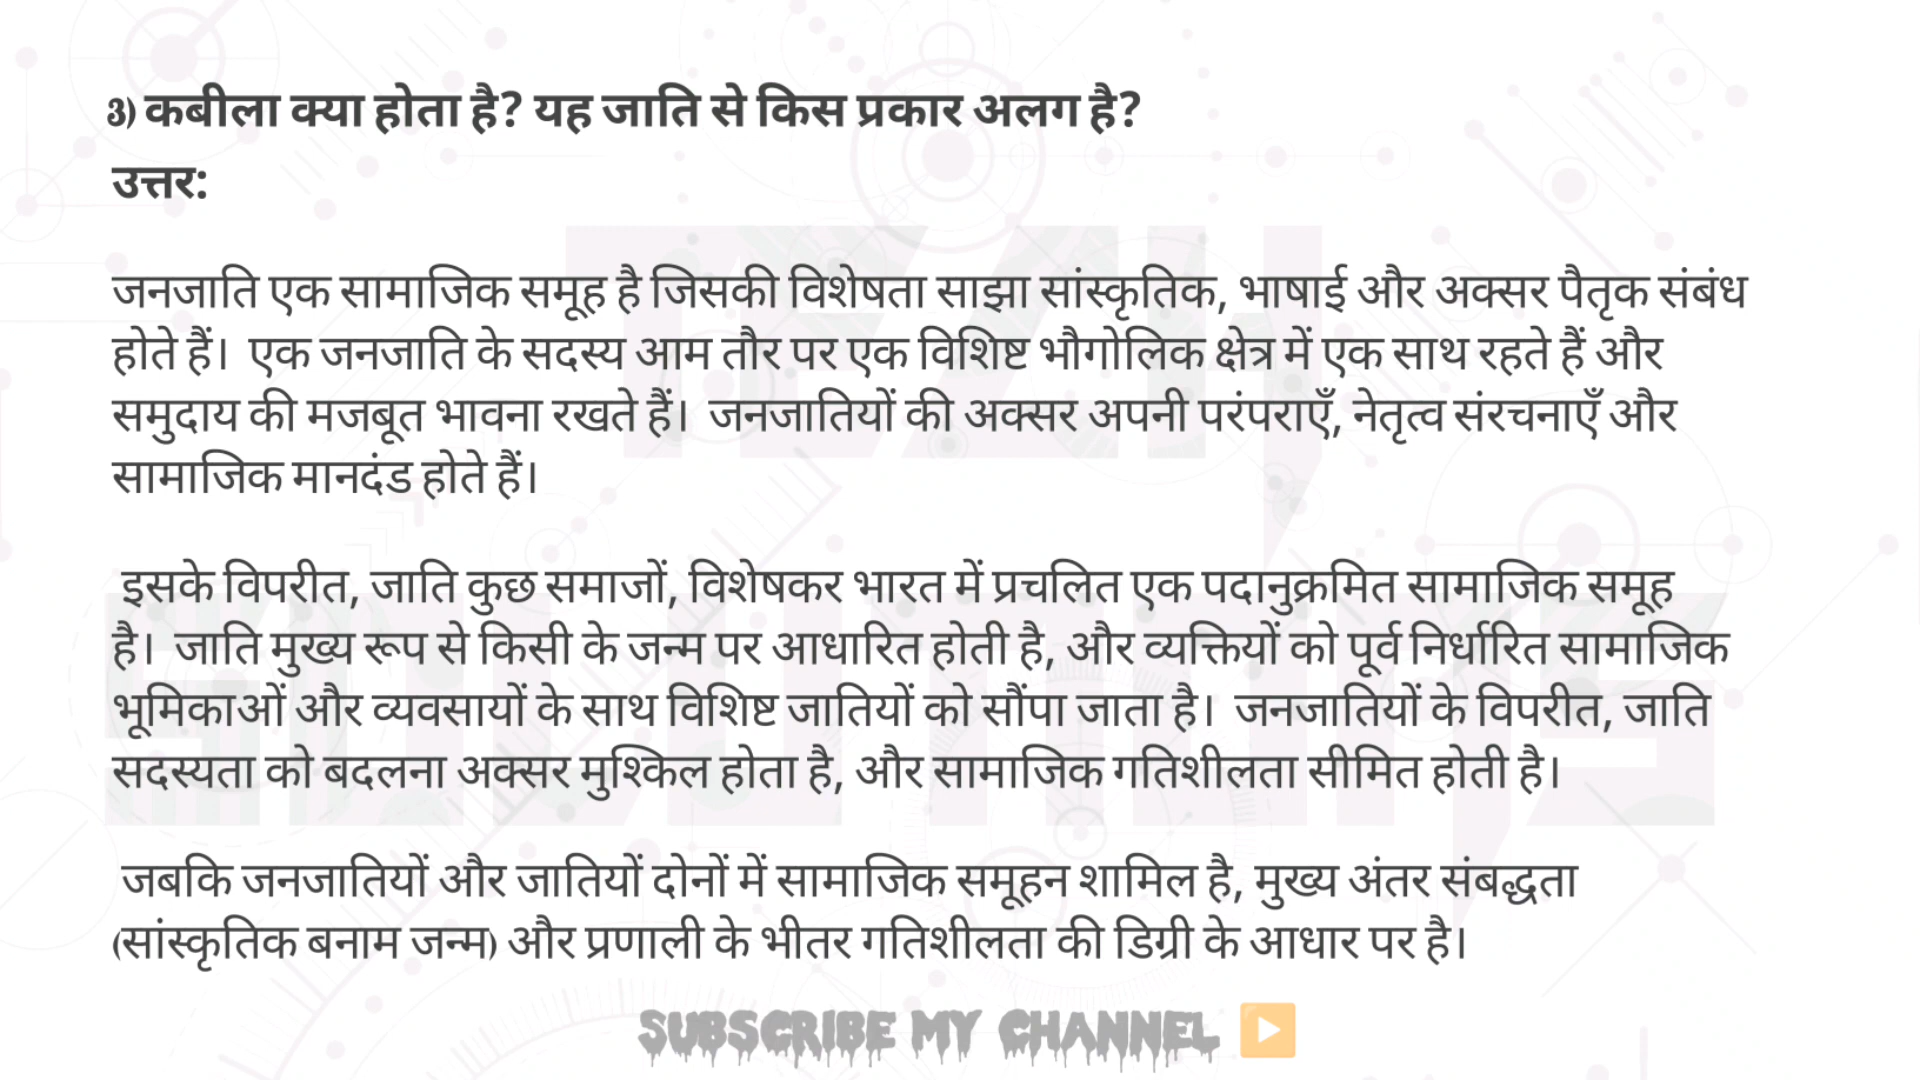 3) कबीला क्या होता है? यह जाति से किस प्रकार अलग है?
उत्तर:
जनजाति एक सामाजिक समूह है जिसकी विशेषता साझा सांस्कृतिक, भाषाई और अक्सर पैतृक संबंध
होते हैं। एक जनजाति के सदस्य आम तौर पर एक विशिष्ट भौगोलिक क्षेत्र में एक साथ रहते हैं और
समुदाय की मजबूत भावना रखते हैं। जनजातियों की अक्सर अपनी परंपराएँ, नेतृत्व संरचनाएँ और
सामाजिक मानदंड होते हैं।
इसके विपरीत, जाति कुछ समाजों, विशेषकर भारत में प्रचलित एक पदानुक्रमित सामाजिक समूह
है। जाति मुख्य रूप से किसी के जन्म पर आधारित होती है, और व्यक्तियों को पूर्व निर्धारित सामाजिक
भूमिकाओं और व्यवसायों के साथ विशिष्ट जातियों को सौंपा जाता है। जनजातियों के विपरीत, जाति
सदस्यता को बदलना अक्सर मुश्किल होता है, और सामाजिक गतिशीलता सीमित होती है।
जबकि जनजातियों और जातियों दोनों में सामाजिक समूहन शामिल है, मुख्य अंतर संबद्धता
(सांस्कृतिक बनाम जन्म) और प्रणाली के भीतर गतिशीलता की डिग्री के आधार पर है।
SUBSCRIBE MY CHANNEL